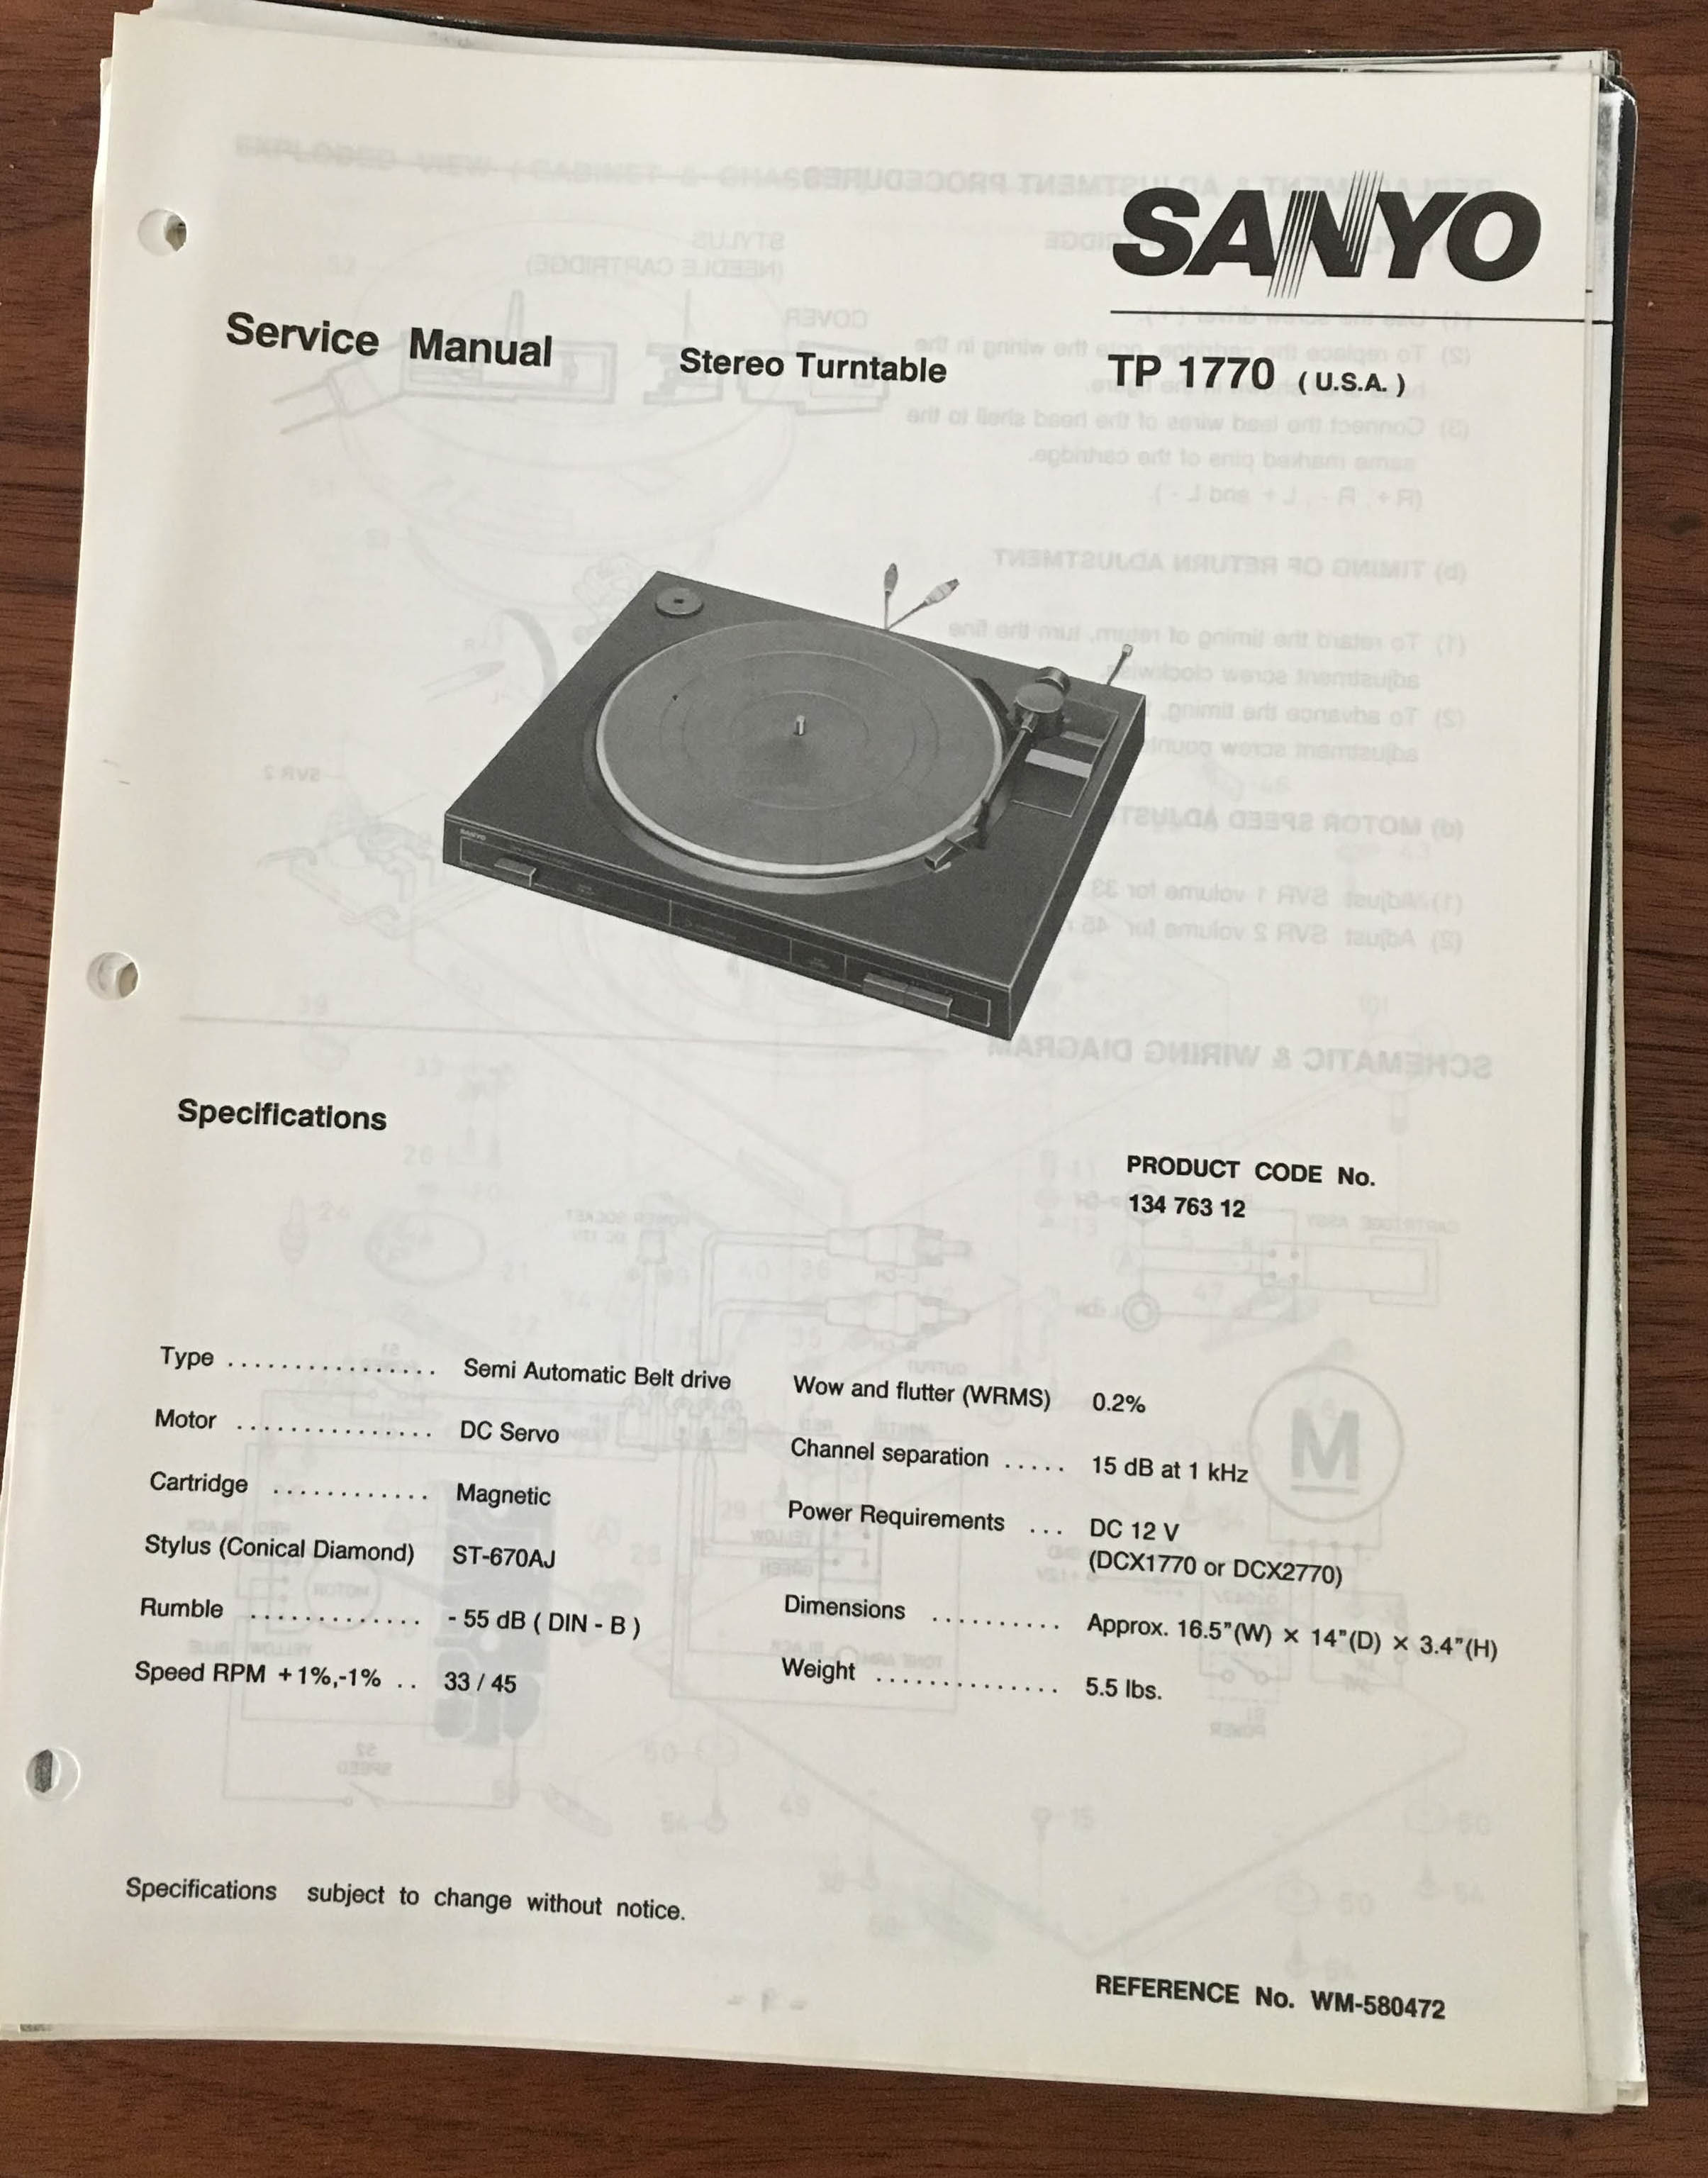 SANYO
Service Manual
Stereo Turntable
TP 1770 ( U.S.A. )
SANYO
Specifications
PRODUCT CODE No.
134 763 12
Type ................ Semi Automatic Belt drive
Motor ............... DC Servo
Cartridge ............ Magnetic
Stylus (Conical Diamond) ST-670AJ
Rumble ............. - 55 dB ( DIN - B )
Speed RPM +1%,-1% .. 33 / 45
Wow and flutter (WRMS) 0.2%
Channel separation ..... 15 dB at 1 kHz
Power Requirements ... DC 12 V
(DCX1770 or DCX2770)
Dimensions .......... Approx. 16.5"(W) × 14"(D) × 3.4"(H)
Weight .............. 5.5 lbs.
Specifications subject to change without notice.
REFERENCE No. WM-580472